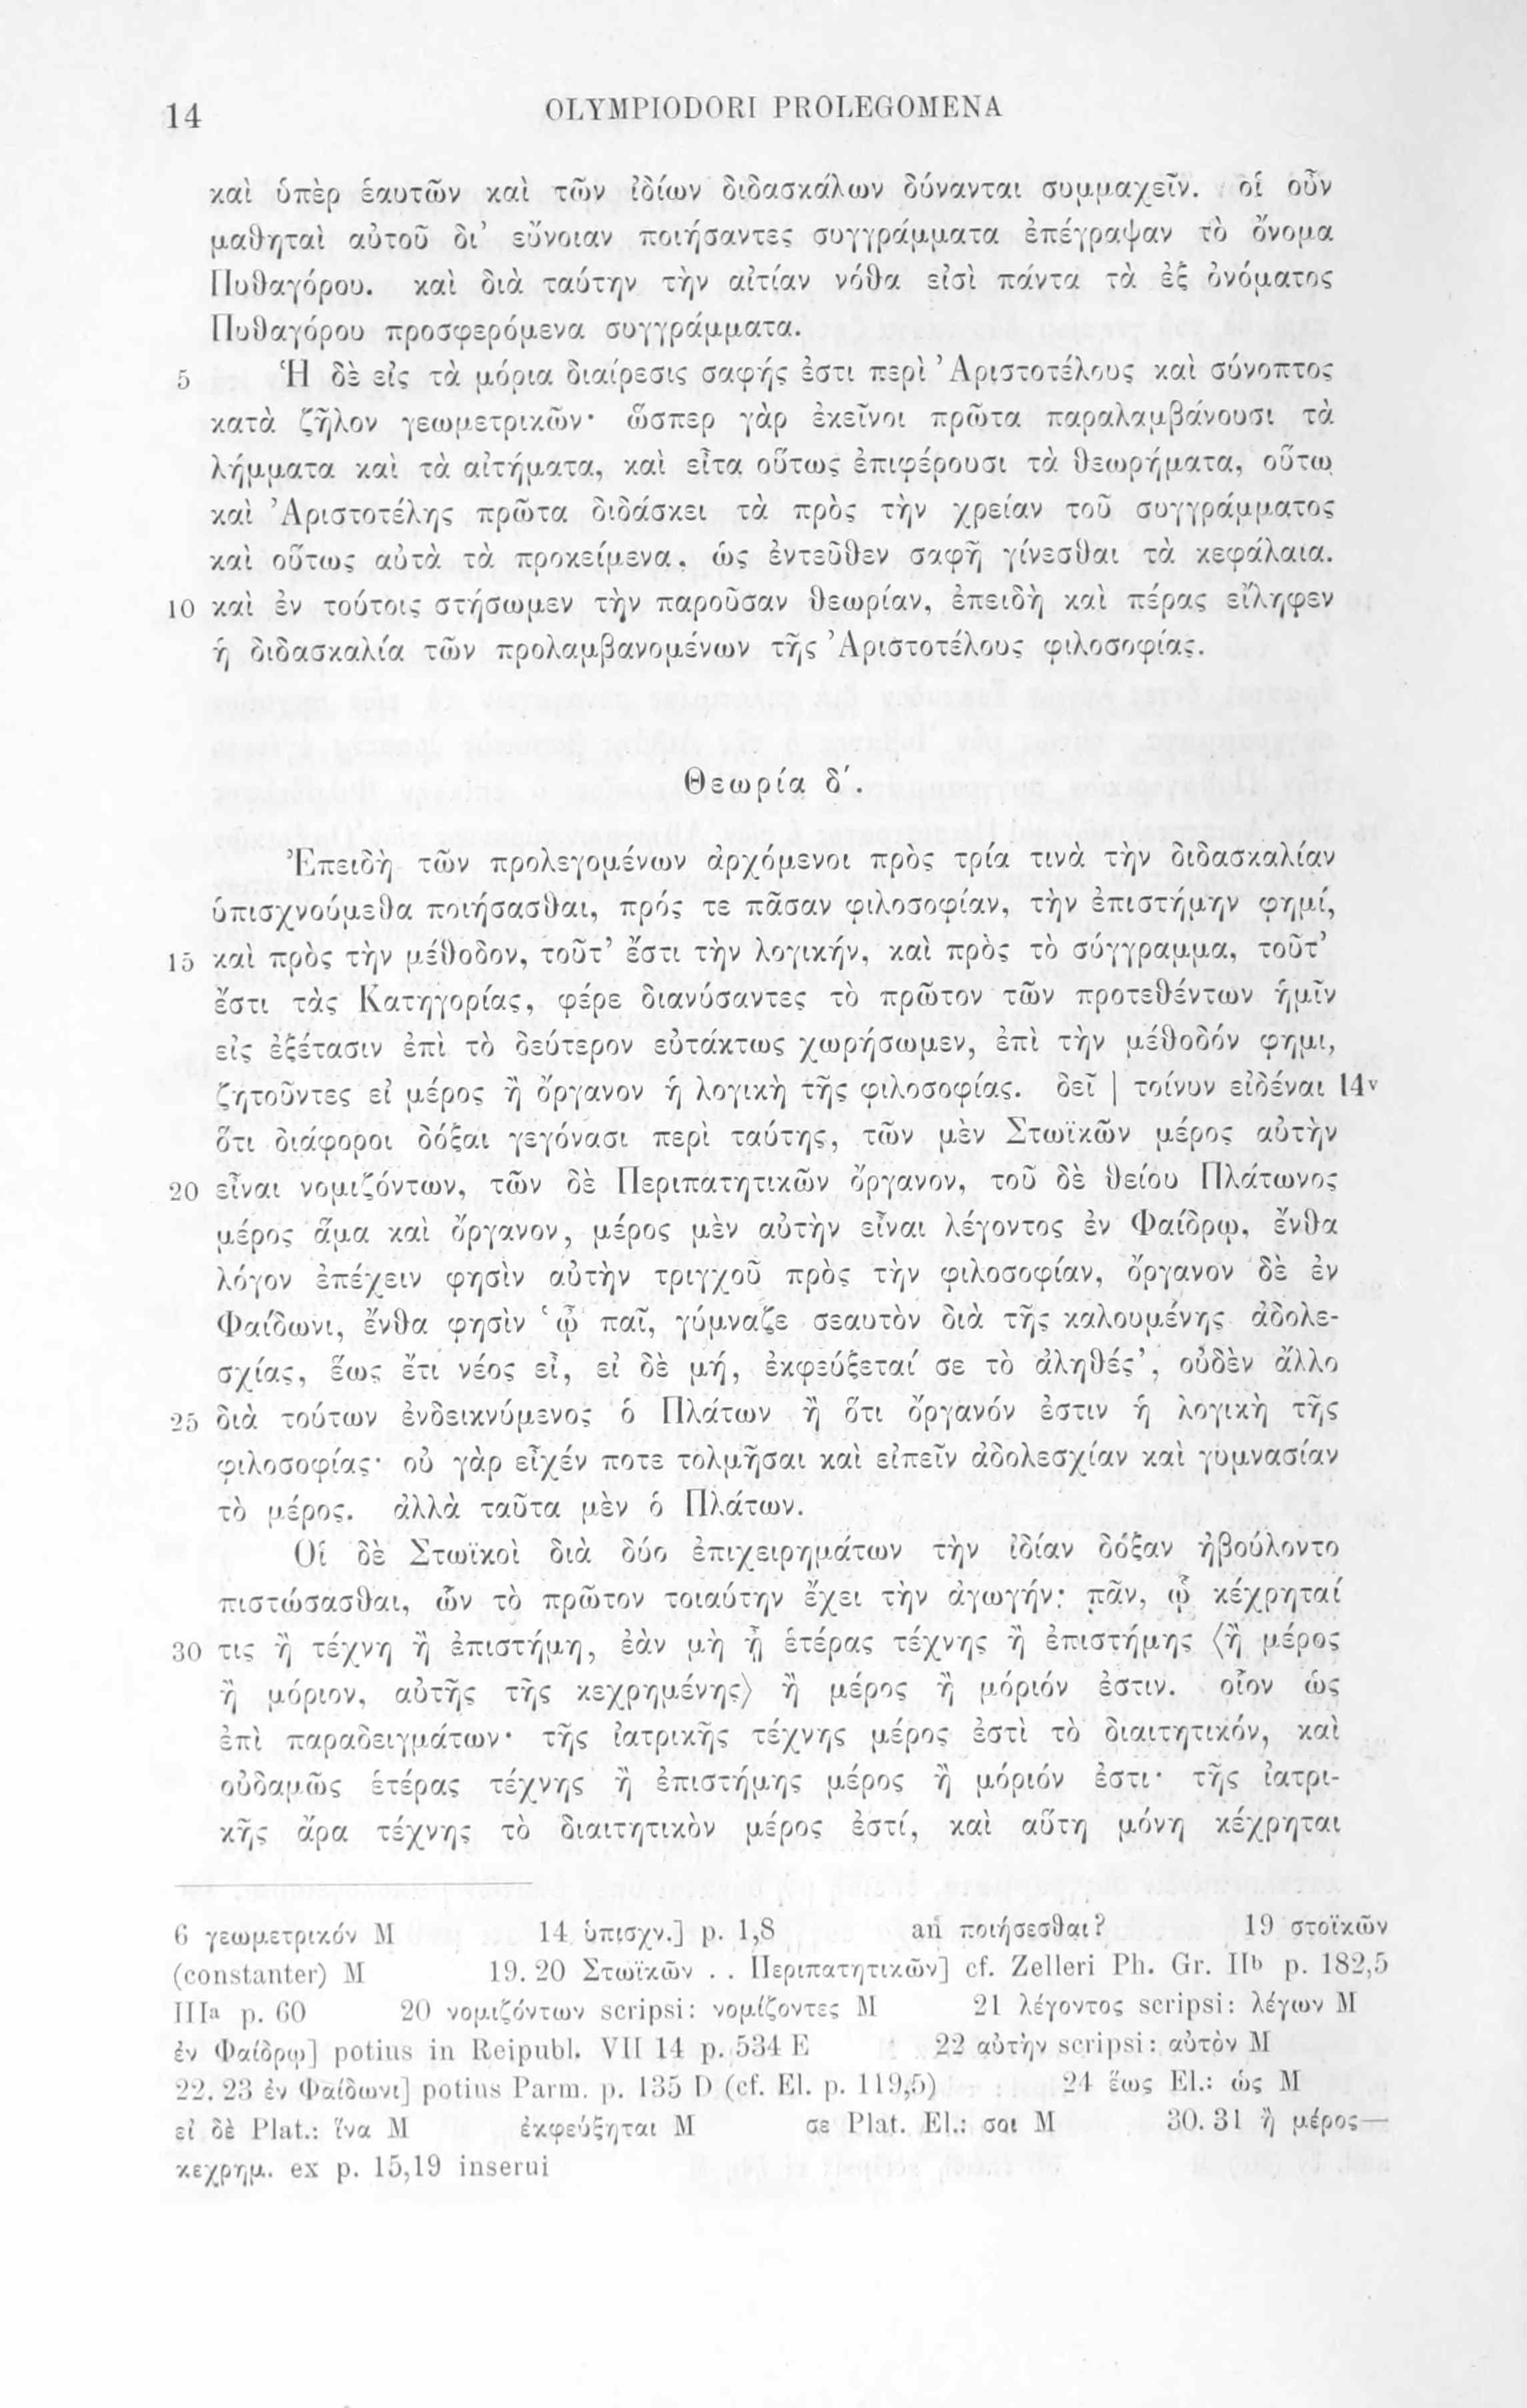 14 OLYMPIODORI PROLEGOMENA
καὶ ὑπὲρ ἑαυτῶν καὶ τῶν ἰδίων διδασκάλων δύνανται συμμαχεῖν. οἱ οὖν
μαθηταὶ αὐτοῦ δι’ εὔνοιαν ποιήσαντες συγγράμματα ἐπέγραψαν τὸ ὄνομα
Πυθαγόρου. καὶ διὰ ταύτην τὴν αἰτίαν νόθα εἰσὶ πάντα τὰ ἐξ ὀνόματος
Πυθαγόρου προσφερόμενα συγγράμματα.
5 Ἡ δὲ εἰς τὰ μόρια διαίρεσις σαφής ἐστι περὶ Ἀριστοτέλους καὶ σύνοπτος
κατὰ ζῆλον γεωμετρικῶν· ὥσπερ γὰρ ἐκεῖνοι πρῶτα παραλαμβάνουσι τὰ
λήμματα καὶ τὰ αἰτήματα, καὶ εἶτα οὕτως ἐπιφέρουσι τὰ θεωρήματα, οὕτω
καὶ Ἀριστοτέλης πρῶτα διδάσκει τὰ πρὸς τὴν χρείαν τοῦ συγγράμματος
καὶ οὕτως αὐτὰ τὰ προκείμενα, ὡς ἐντεῦθεν σαφῆ γίνεσθαι τὰ κεφάλαια.
10 καὶ ἐν τούτοις στήσωμεν τὴν παροῦσαν θεωρίαν, ἐπειδὴ καὶ πέρας εἴληφεν
ἡ διδασκαλία τῶν προλαμβανομένων τῆς Ἀριστοτέλους φιλοσοφίας.
Θεωρία δ′.
Ἐπειδὴ τῶν προλεγομένων ἀρχόμενοι πρὸς τρία τινὰ τὴν διδασκαλίαν
ὑπισχνούμεθα ποιήσασθαι, πρός τε πᾶσαν φιλοσοφίαν, τὴν ἐπιστήμην φημί,
15 καὶ πρὸς τὴν μέθοδον, τοῦτ’ ἔστι τὴν λογικήν, καὶ πρὸς τὸ σύγγραμμα, τοῦτ’
ἔστι τὰς Κατηγορίας, φέρε διανύσαντες τὸ πρῶτον τῶν προτεθέντων ἡμῖν
εἰς ἐξέτασιν ἐπὶ τὸ δεύτερον εὐτάκτως χωρήσωμεν, ἐπὶ τὴν μέθοδόν φημι,
ζητοῦντες εἰ μέρος ἢ ὄργανον ἡ λογικὴ τῆς φιλοσοφίας. δεῖ | τοίνυν εἰδέναι 14ᵛ
ὅτι διάφοροι δόξαι γεγόνασι περὶ ταύτης, τῶν μὲν Στωϊκῶν μέρος αὐτὴν
20 εἶναι νομιζόντων, τῶν δὲ Περιπατητικῶν ὄργανον, τοῦ δὲ θείου Πλάτωνος
μέρος ἅμα καὶ ὄργανον, μέρος μὲν αὐτὴν εἶναι λέγοντος ἐν Φαίδρῳ, ἔνθα
λόγον ἐπέχειν φησὶν αὐτὴν τριγχοῦ πρὸς τὴν φιλοσοφίαν, ὄργανον δὲ ἐν
Φαίδωνι, ἔνθα φησὶν ‘ὦ παῖ, γύμναζε σεαυτὸν διὰ τῆς καλουμένης ἀδολε-
σχίας, ἕως ἔτι νέος εἶ, εἰ δὲ μή, ἐκφεύξεταί σε τὸ ἀληθές’, οὐδὲν ἄλλο
25 διὰ τούτων ἐνδεικνύμενος ὁ Πλάτων ἢ ὅτι ὄργανόν ἐστιν ἡ λογικὴ τῆς
φιλοσοφίας· οὐ γὰρ εἶχέν ποτε τολμῆσαι καὶ εἰπεῖν ἀδολεσχίαν καὶ γυμνασίαν
τὸ μέρος. ἀλλὰ ταῦτα μὲν ὁ Πλάτων.
Οἱ δὲ Στωϊκοὶ διὰ δύο ἐπιχειρημάτων τὴν ἰδίαν δόξαν ἠβούλοντο
πιστώσασθαι, ὧν τὸ πρῶτον τοιαύτην ἔχει τὴν ἀγωγήν· πᾶν, ᾧ κέχρηταί
30 τις ἢ τέχνη ἢ ἐπιστήμη, ἐὰν μὴ ᾖ ἑτέρας τέχνης ἢ ἐπιστήμης ⟨ἢ μέρος
ἢ μόριον, αὐτῆς τῆς κεχρημένης⟩ ἢ μέρος ἢ μόριόν ἐστιν. οἷον ὡς
ἐπὶ παραδειγμάτων· τῆς ἰατρικῆς τέχνης μέρος ἐστὶ τὸ διαιτητικόν, καὶ
οὐδαμῶς ἑτέρας τέχνης ἢ ἐπιστήμης μέρος ἢ μόριόν ἐστι· τῆς ἰατρι-
κῆς ἄρα τέχνης τὸ διαιτητικὸν μέρος ἐστί, καὶ αὕτη μόνη κέχρηται
6 γεωμετρικόν M 14 ὑπισχν.] p. 1,8 an ποιήσεσθαι? 19 στοϊκῶν
(constanter) M 19. 20 Στωϊκῶν . . Περιπατητικῶν] cf. Zelleri Ph. Gr. IIᵇ p. 182,5
IIIᵃ p. 60 20 νομιζόντων scripsi: νομίζοντες M 21 λέγοντος scripsi: λέγων M
ἐν Φαίδρῳ] potius in Reipubl. VII 14 p. 534 E 22 αὐτὴν scripsi: αὐτὸν M
22. 23 ἐν Φαίδωνι] potius Parm. p. 135 D (cf. El. p. 119,5) 24 ἕως El.: ὡς M
εἰ δὲ Plat.: ἵνα M ἐκφεύξηται M σε Plat. El.: σοι M 30. 31 ἢ μέρος—
κεχρημ. ex p. 15,19 inserui